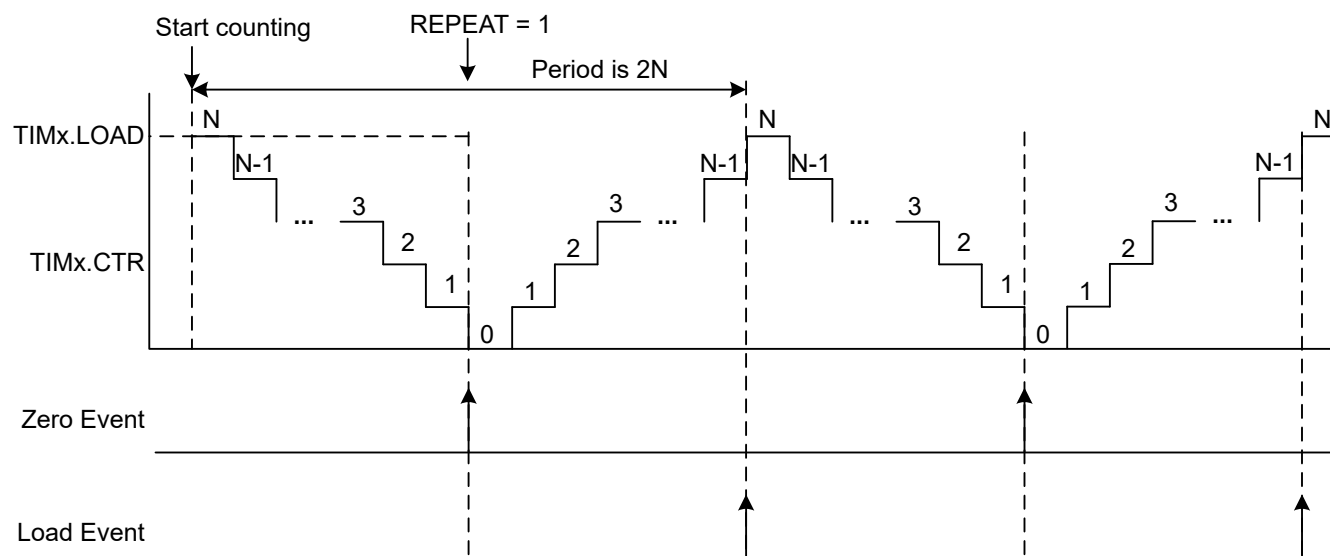 Start counting
REPEAT = 1
Period is 2N
TIMx.LOAD
N
N
N
N-1
N-1
N-1
N-1
...
3
3
...
...
3
3
...
TIMx.CTR
2
2
2
2
1
1
1
1
0
0
Zero Event
Load Event